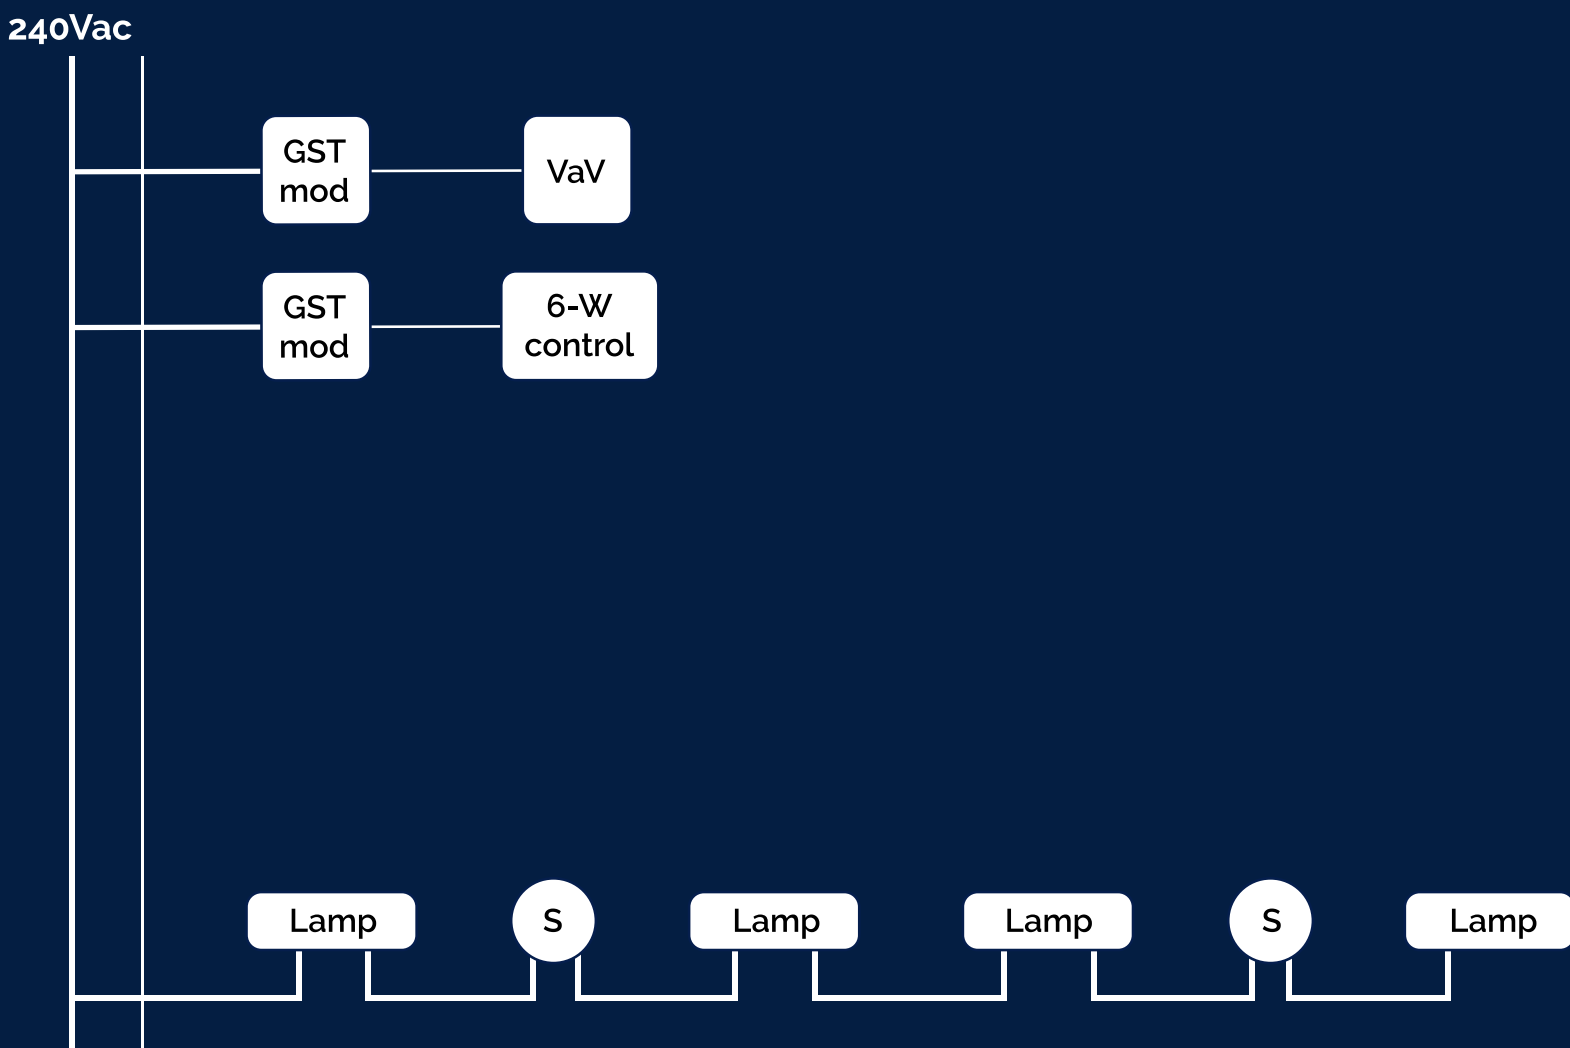 240Vac
GST
mod
VaV
GST
mod
6-W
control
Lamp
S
Lamp
Lamp
S
Lamp